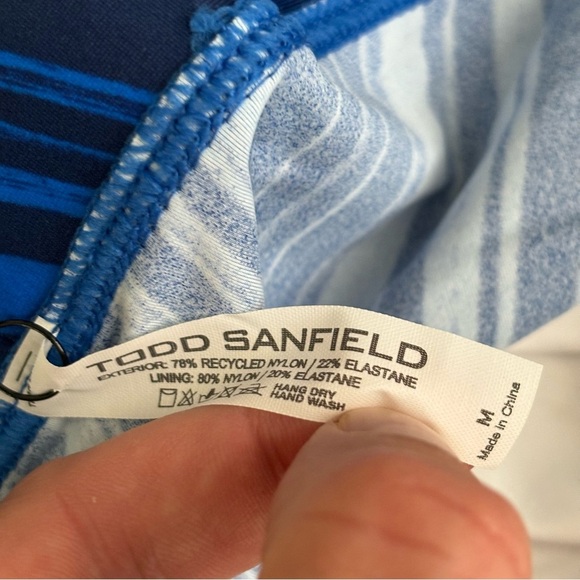 TODD SANFIELD
EXTERIOR: 78% RECYCLED NYLON / 22% ELASTANE
LINING: 80% NYLON / 20% ELASTANE
HANG DRY
HAND WASH
M
Made in China